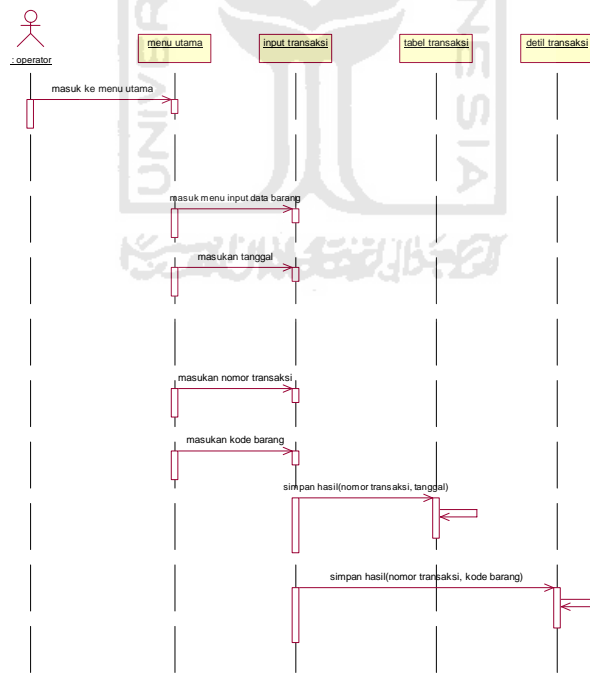 : operator
menu utama
input transaksi
tabel transaksi
detil transaksi
masuk ke menu utama
masuk menu input data barang
masukan tanggal
masukan nomor transaksi
masukan kode barang
simpan hasil(nomor transaksi, tanggal)
simpan hasil(nomor transaksi, kode barang)